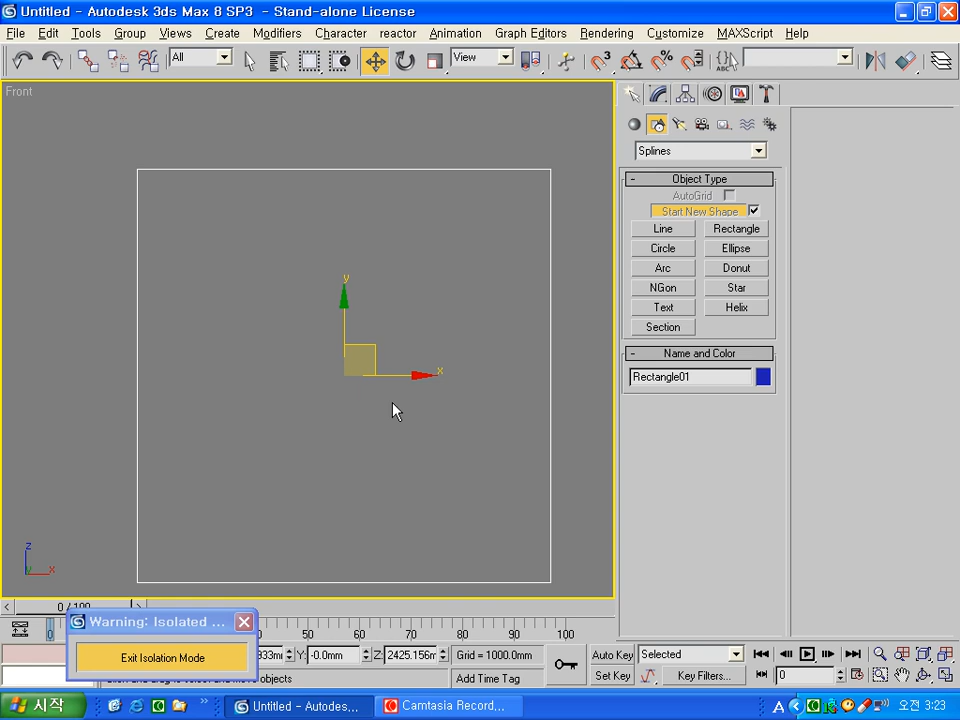 Untitled - Autodesk 3ds Max 8 SP3 - Stand-alone License
File Edit Tools Group Views Create Modifiers Character reactor Animation Graph Editors Rendering Customize MAXScript Help
All View
Front
Splines
- Object Type
AutoGrid
Start New Shape
Line Rectangle
Circle Ellipse
Arc Donut
NGon Star
Text Helix
Section
- Name and Color
Rectangle01
y
x
z
x
0 / 100
0 50 60 70 80 90 100
Warning: Isolated ...
Exit Isolation Mode
Y: -0.0mm Z: 2425.156m Grid = 1000.0mm Auto Key Selected
Add Time Tag Set Key Key Filters... 0
시작 Untitled - Autodes... Camtasia Record... A 오전 3:23